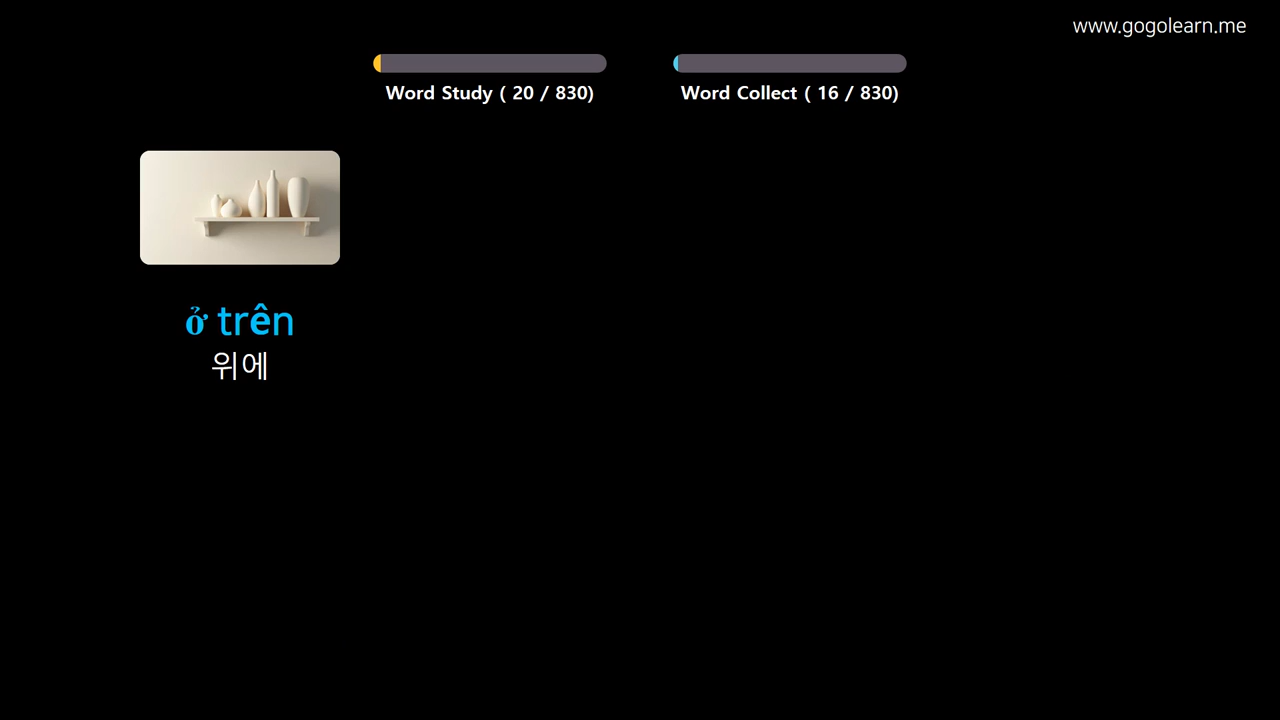 www.gogolearn.me
Word Study ( 20 / 830)
Word Collect ( 16 / 830)
ở trên
위에